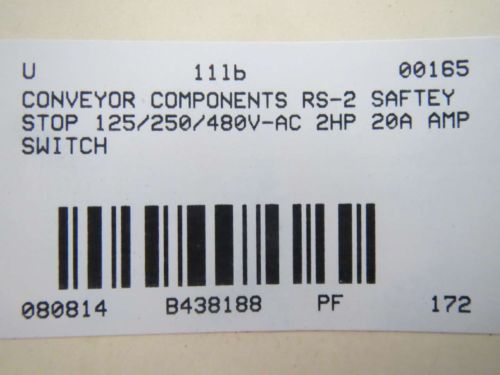 U 11lb 00165
CONVEYOR COMPONENTS RS-2 SAFTEY
STOP 125/250/480V-AC 2HP 20A AMP
SWITCH
080814 B438188 PF 172